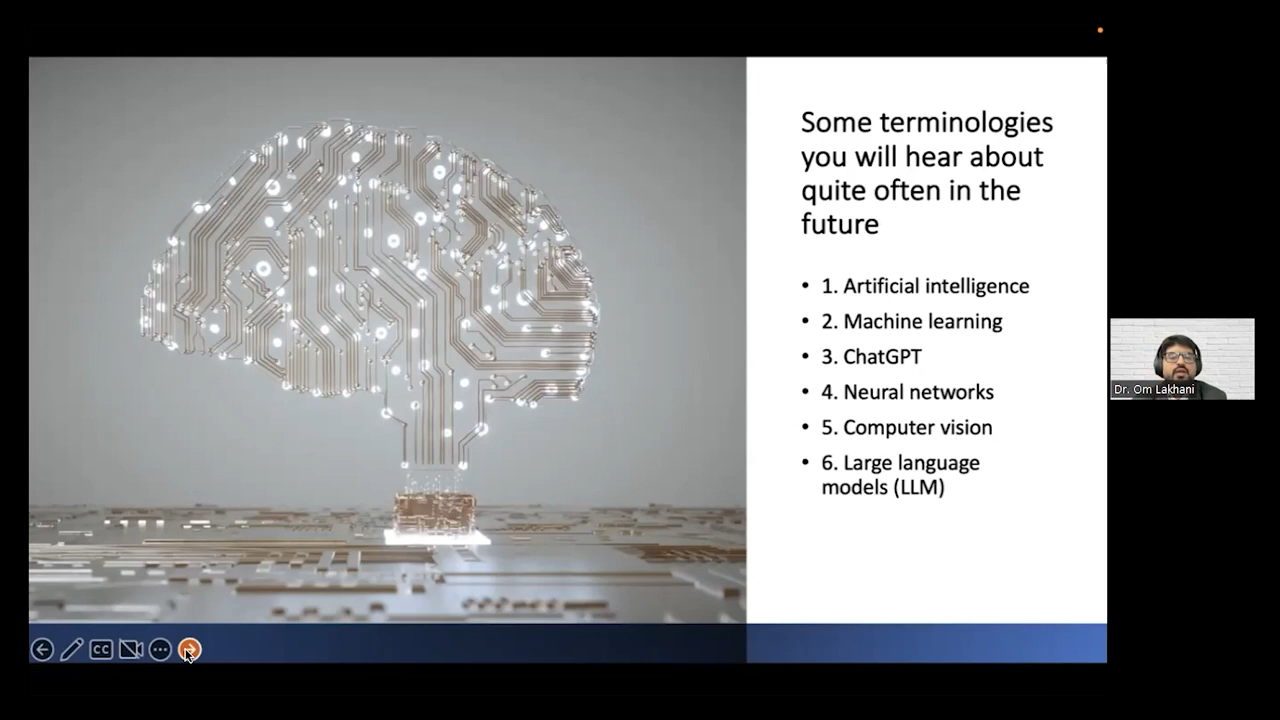 Some terminologies
you will hear about
quite often in the
future
• 1. Artificial intelligence
• 2. Machine learning
• 3. ChatGPT
• 4. Neural networks
• 5. Computer vision
• 6. Large language
models (LLM)
Dr. Om Lakhani
CC